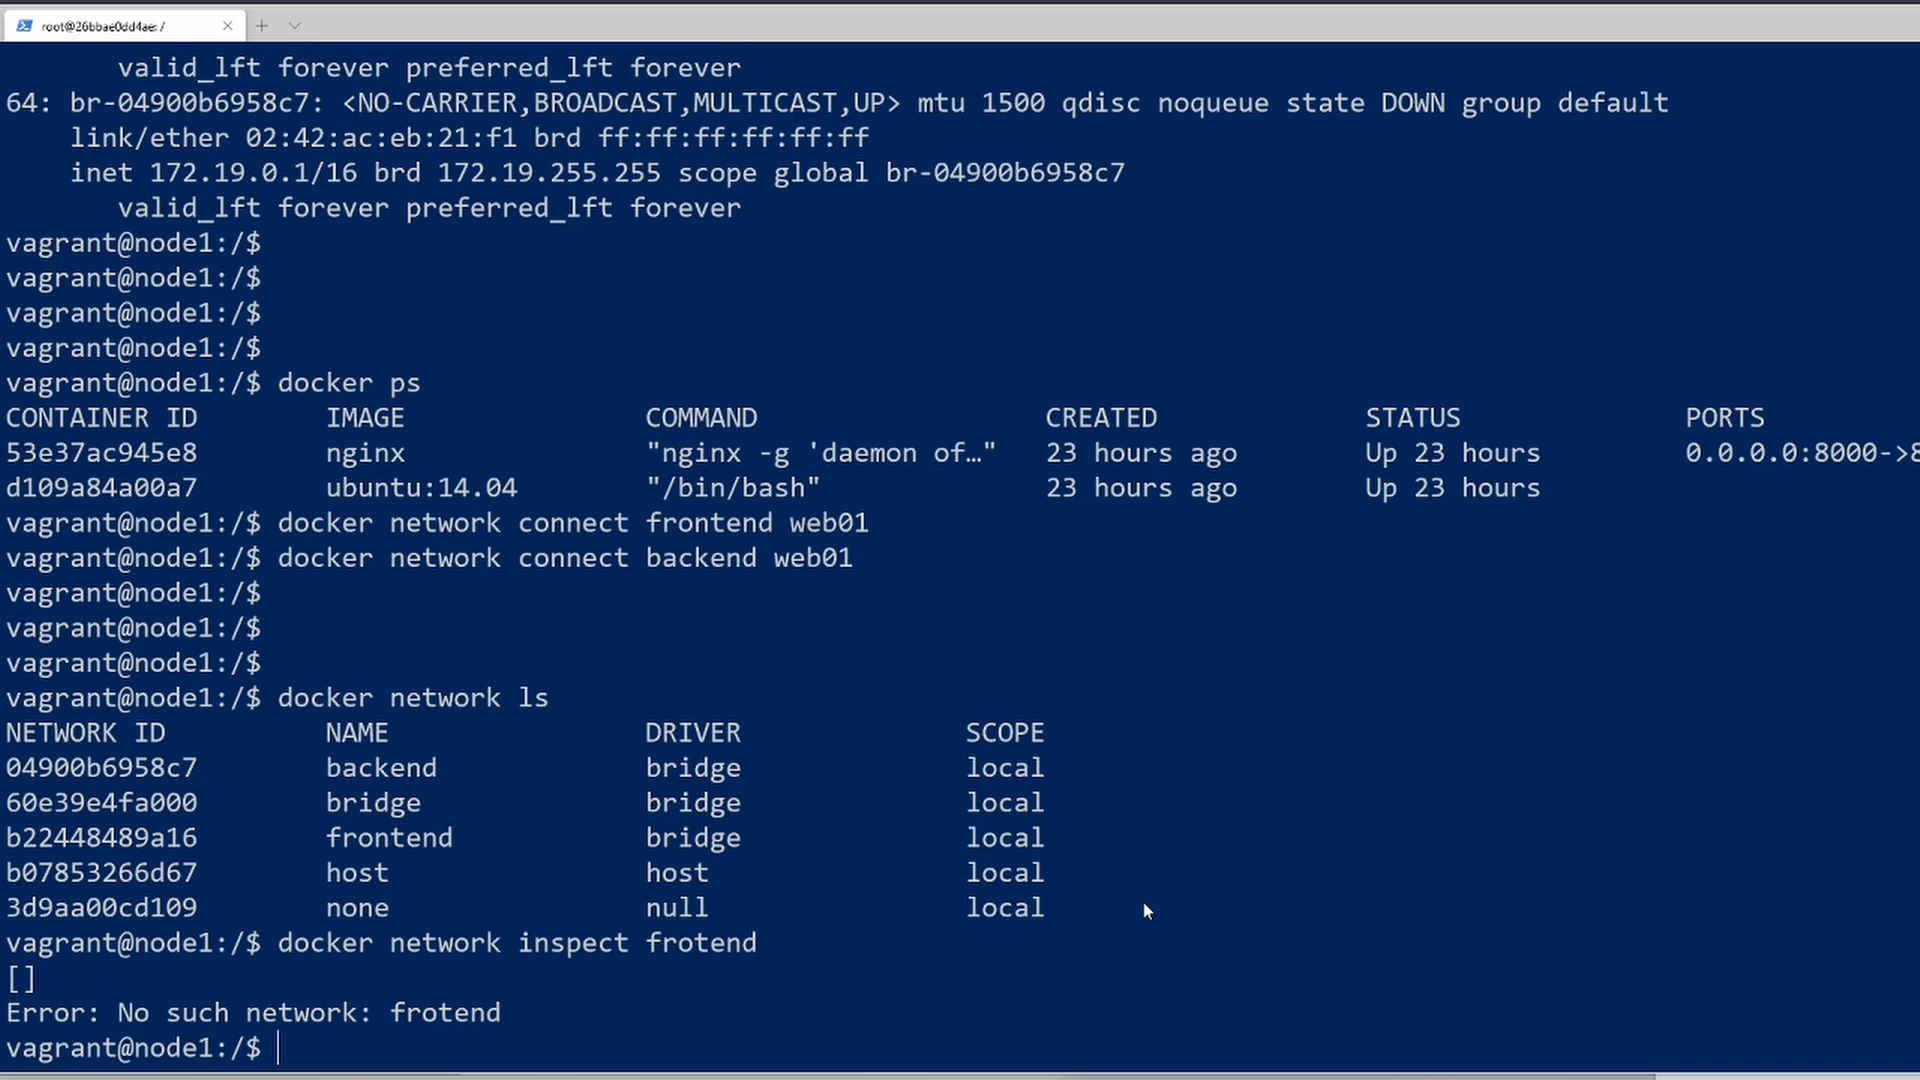 root@26bbae0dd4ae: /
valid_lft forever preferred_lft forever
64: br-04900b6958c7: <NO-CARRIER,BROADCAST,MULTICAST,UP> mtu 1500 qdisc noqueue state DOWN group default
link/ether 02:42:ac:eb:21:f1 brd ff:ff:ff:ff:ff:ff
inet 172.19.0.1/16 brd 172.19.255.255 scope global br-04900b6958c7
valid_lft forever preferred_lft forever
vagrant@node1:/$
vagrant@node1:/$
vagrant@node1:/$
vagrant@node1:/$
vagrant@node1:/$ docker ps
CONTAINER ID IMAGE COMMAND CREATED STATUS PORTS
53e37ac945e8 nginx "nginx -g 'daemon of…" 23 hours ago Up 23 hours 0.0.0.0:8000->8
d109a84a00a7 ubuntu:14.04 "/bin/bash" 23 hours ago Up 23 hours
vagrant@node1:/$ docker network connect frontend web01
vagrant@node1:/$ docker network connect backend web01
vagrant@node1:/$
vagrant@node1:/$
vagrant@node1:/$
vagrant@node1:/$ docker network ls
NETWORK ID NAME DRIVER SCOPE
04900b6958c7 backend bridge local
60e39e4fa000 bridge bridge local
b22448489a16 frontend bridge local
b07853266d67 host host local
3d9aa00cd109 none null local
vagrant@node1:/$ docker network inspect frotend
[]
Error: No such network: frotend
vagrant@node1:/$